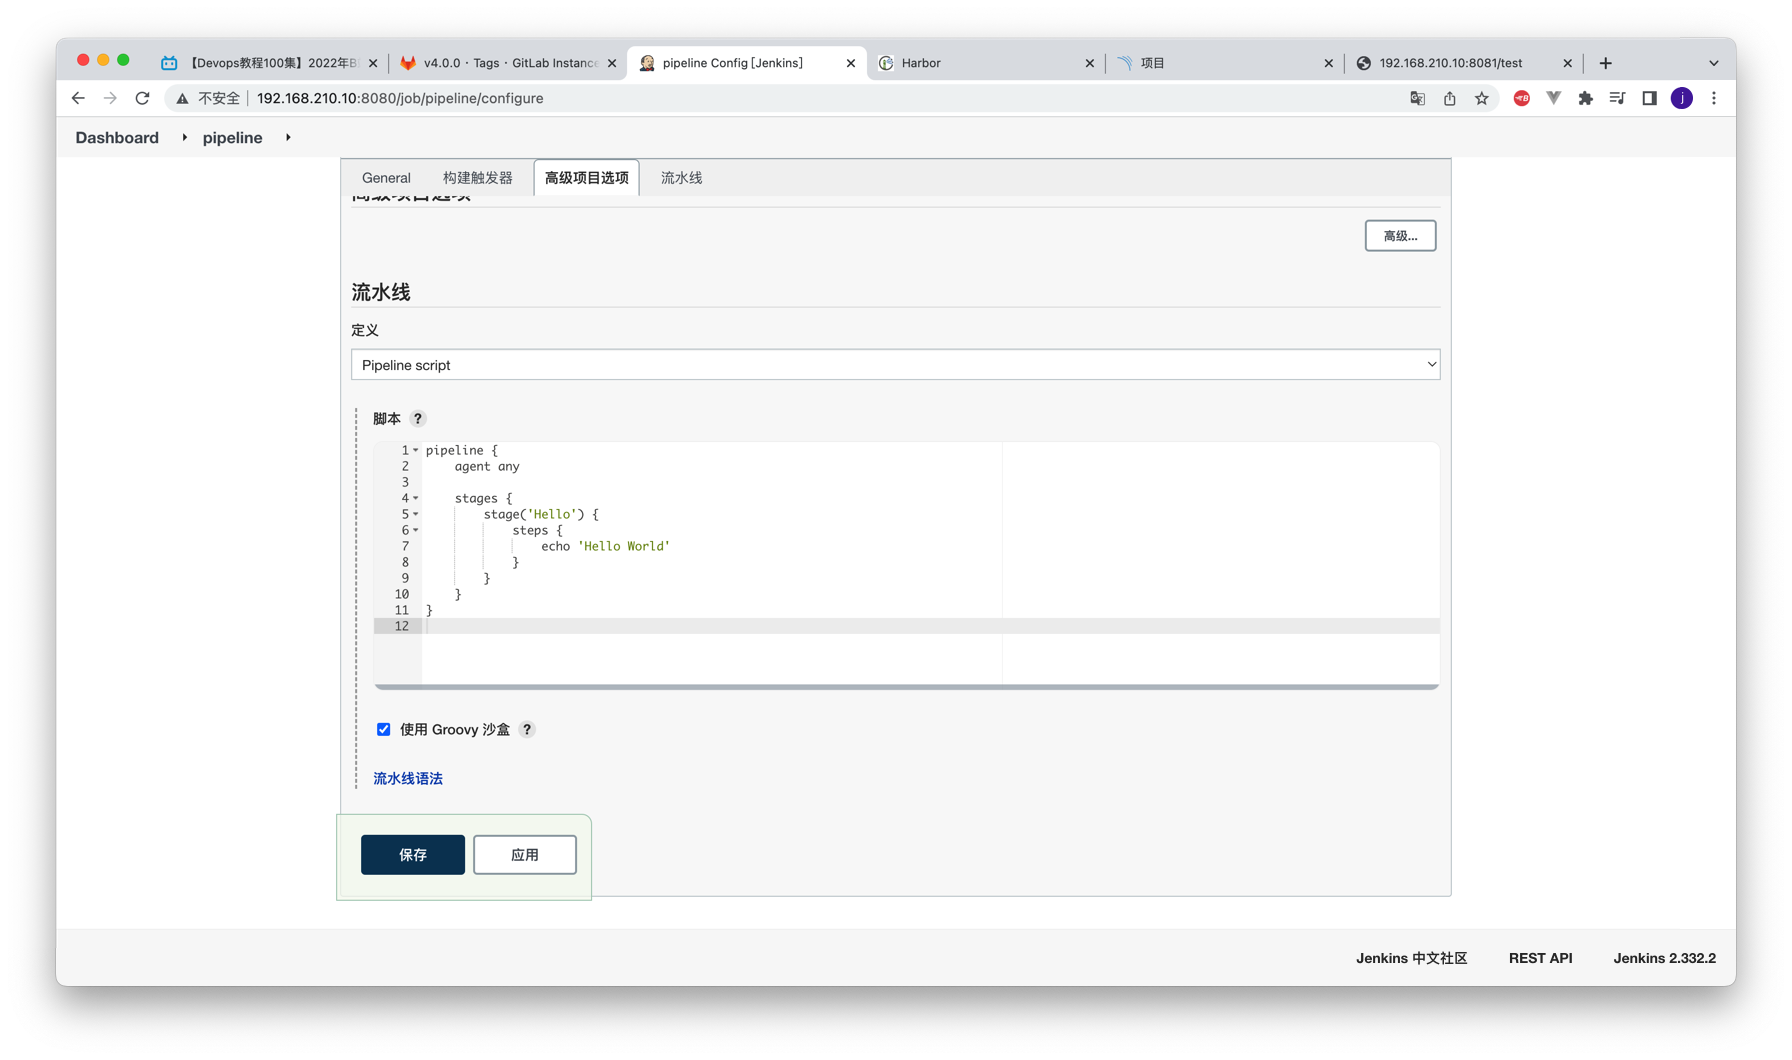 【Devops教程100集】2022年B
v4.0.0 · Tags · GitLab Instance
pipeline Config [Jenkins]
Harbor
项目
192.168.210.10:8081/test
不安全
192.168.210.10:8080/job/pipeline/configure
j
Dashboard
pipeline
General
构建触发器
高级项目选项
流水线
高级项目选项
高级...
流水线
定义
Pipeline script
脚本 ?
1 pipeline {
2     agent any
3
4     stages {
5         stage('Hello') {
6             steps {
7                 echo 'Hello World'
8             }
9         }
10     }
11 }
12
使用 Groovy 沙盒 ?
流水线语法
保存
应用
Jenkins 中文社区
REST API
Jenkins 2.332.2